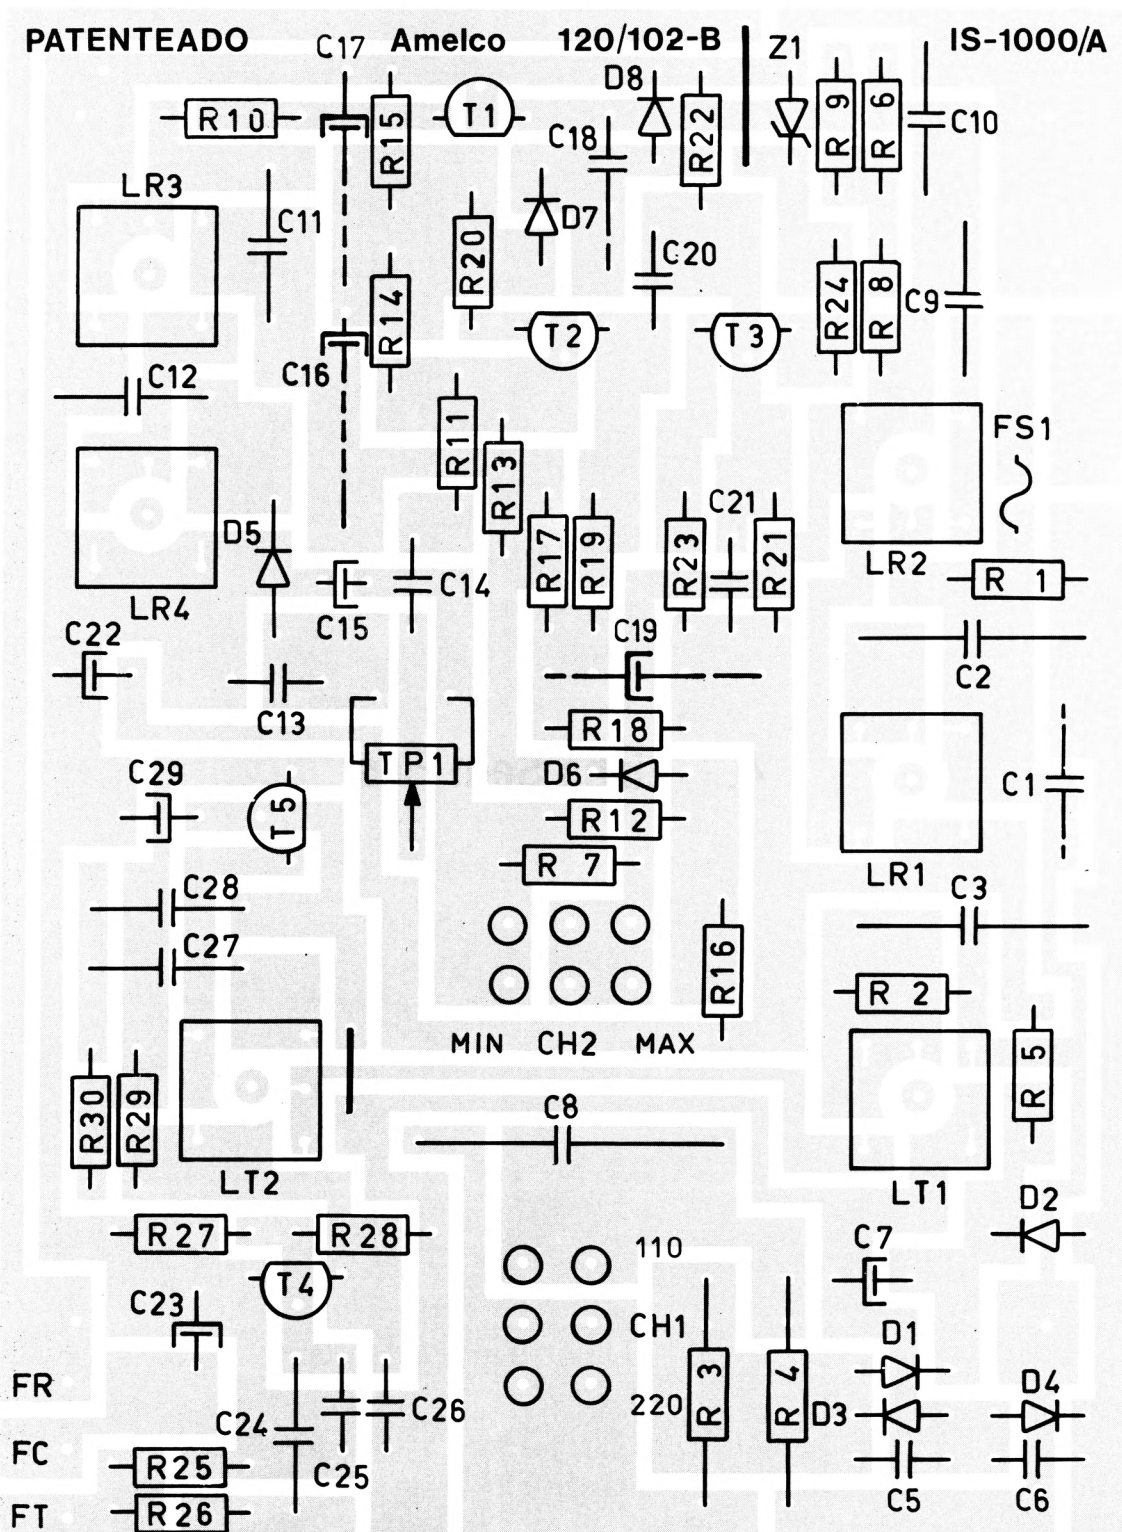 PATENTEADO
C17
Amelco
120/102-B
Z1
IS-1000/A
D8
R10
R15
T1
C18
R22
R 9
R 6
C10
LR3
C11
D7
R20
C20
R14
R24
R 8
C9
T2
T3
C16
C12
R11
FS1
R13
D5
C21
R17
R19
R23
R21
LR2
R 1
C14
LR4
C15
C22
C19
C2
C13
R18
TP1
D6
C29
T5
C1
R12
R 7
LR1
C28
C3
C27
R16
R 2
MIN CH2 MAX
R 5
R30
R29
C8
LT2
LT1
D2
R27
R28
110
C7
T4
C23
CH1
D1
FR
R 3
R 4
D4
220
D3
C26
C24
FC
R25
C25
C5
C6
FT
R26